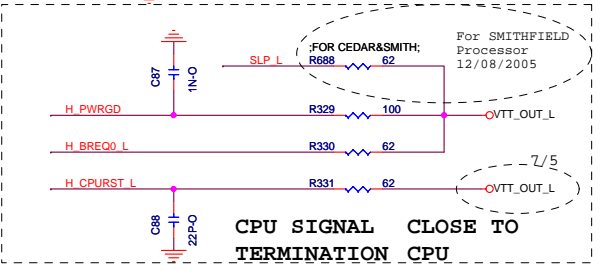 ;FOR CEDAR&SMITH;
For SMITHFIELD
Processor
12/08/2005
SLP_L R688 62
C87 1N-O
H_PWRGD R329 100 VTT_OUT_L
H_BREQ0_L R330 62
7/5
H_CPURST_L R331 62 VTT_OUT_L
C88 22P-O
CPU SIGNAL CLOSE TO
TERMINATION CPU